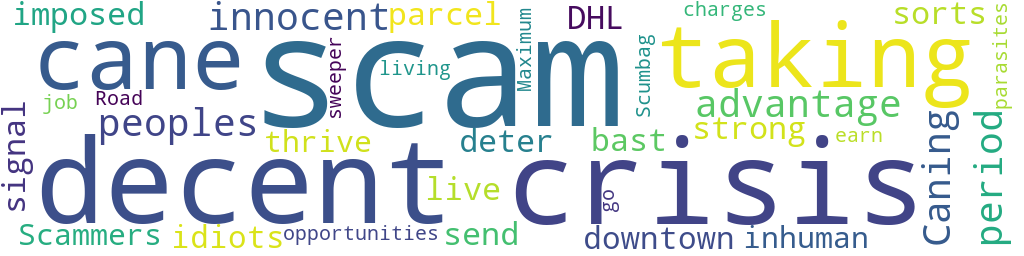 imposed innocent parcel DHL charges sorts
cane scam taking
living Maximum Scumbag parasites
sweeper
job Road advantage
signal peoples thrive deter bast strong earn
Caning period
decent crisis
live go
Scammers idiots opportunities send downtown inhuman